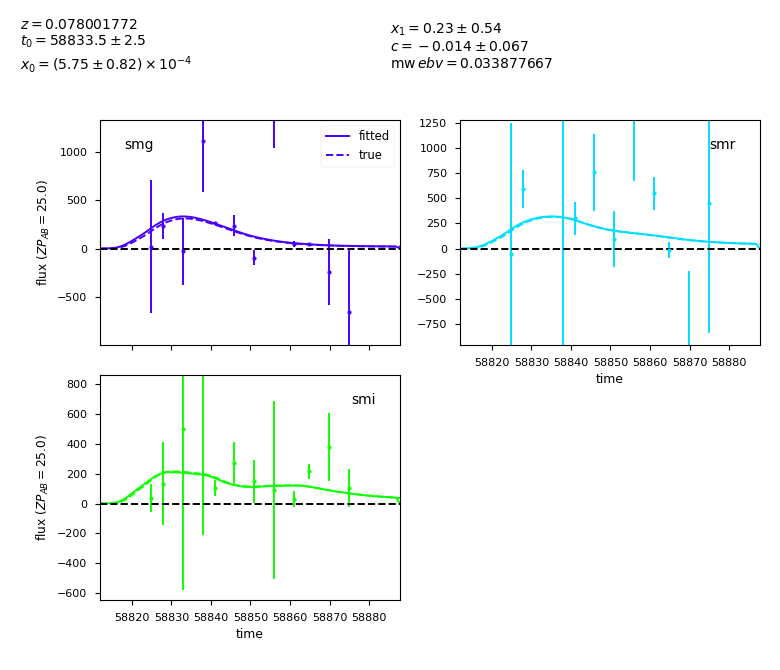 z = 0.078001772
t₀ = 58833.5 ± 2.5
x₀ = (5.75 ± 0.82) × 10⁻⁴
x₁ = 0.23 ± 0.54
c = −0.014 ± 0.067
mw ebv = 0.033877667
smg
fitted
true
1000
500
0
−500
flux (ZP_AB = 25.0)
smr
1250
1000
750
500
250
0
−250
−500
−750
58820 58830 58840 58850 58860 58870 58880
time
smi
800
600
400
200
0
−200
−400
−600
flux (ZP_AB = 25.0)
58820 58830 58840 58850 58860 58870 58880
time